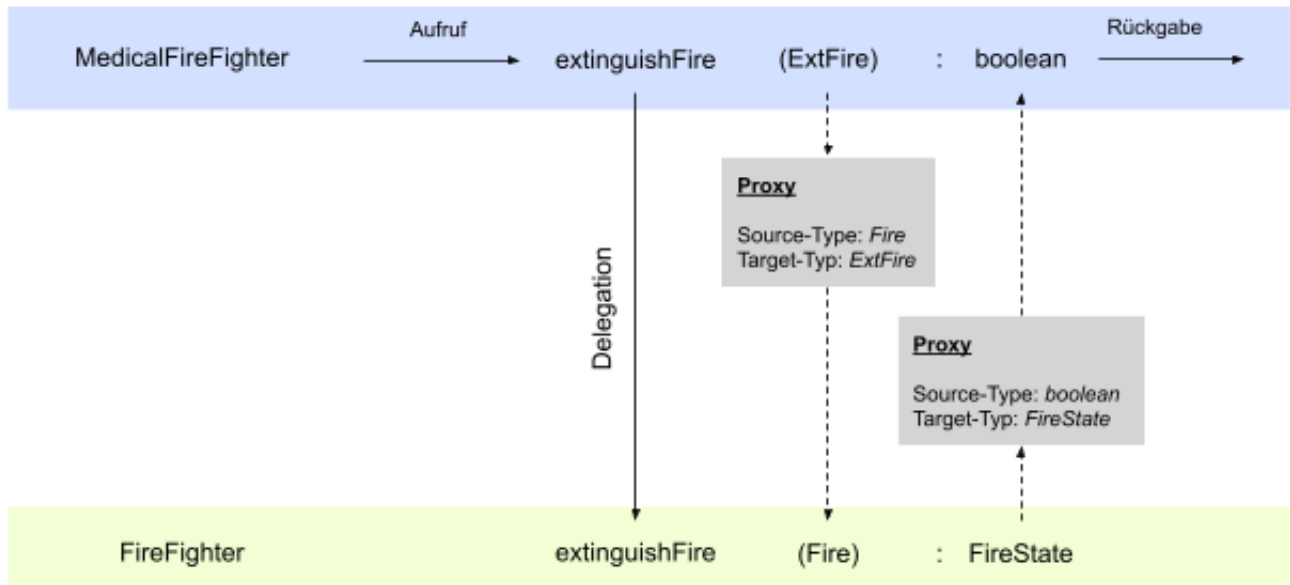 Aufruf
Rückgabe
MedicalFireFighter extinguishFire (ExtFire) : boolean
Proxy
Source-Type: Fire
Target-Typ: ExtFire
Delegation
Proxy
Source-Type: boolean
Target-Typ: FireState
FireFighter extinguishFire (Fire) : FireState